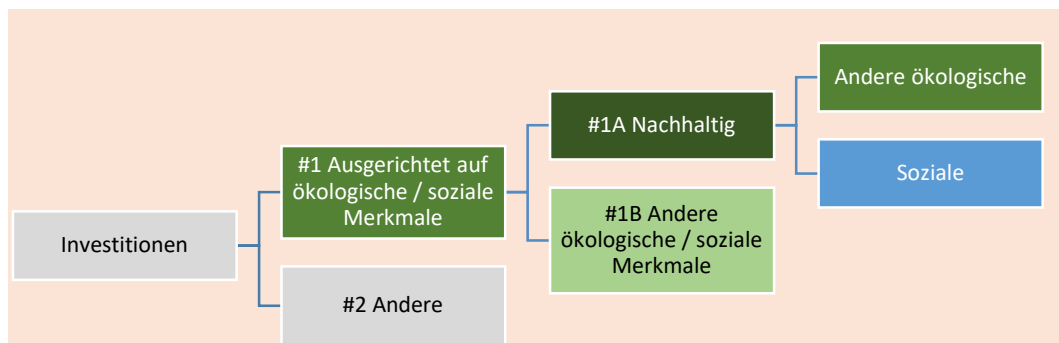 Investitionen
#1 Ausgerichtet auf
ökologische / soziale
Merkmale
#2 Andere
#1A Nachhaltig
#1B Andere
ökologische / soziale
Merkmale
Andere ökologische
Soziale